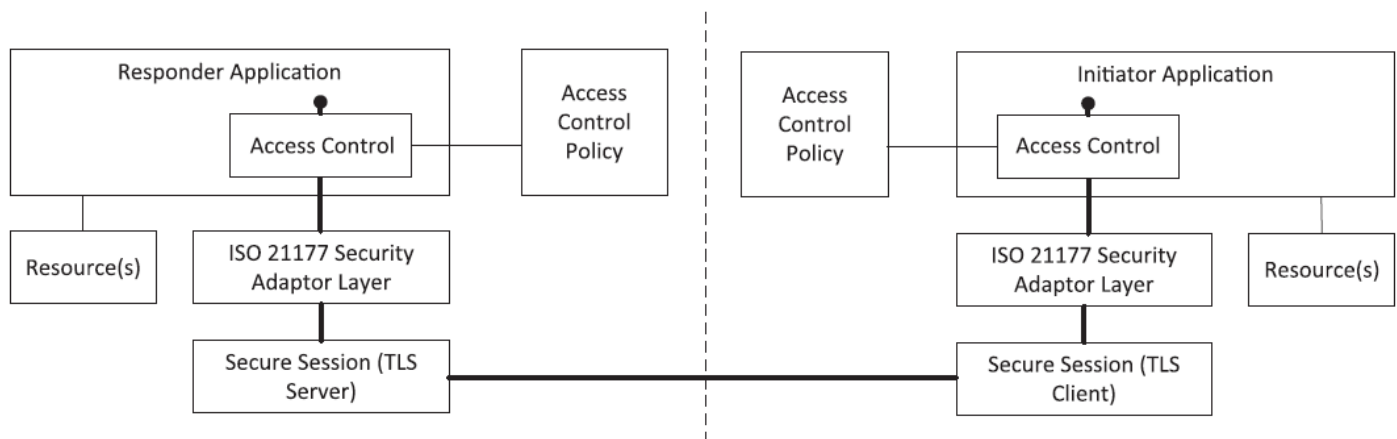 Responder Application
Access Control
Access
Control
Policy
Resource(s)
ISO 21177 Security
Adaptor Layer
Secure Session (TLS
Server)
Access
Control
Policy
Initiator Application
Access Control
ISO 21177 Security
Adaptor Layer
Resource(s)
Secure Session (TLS
Client)